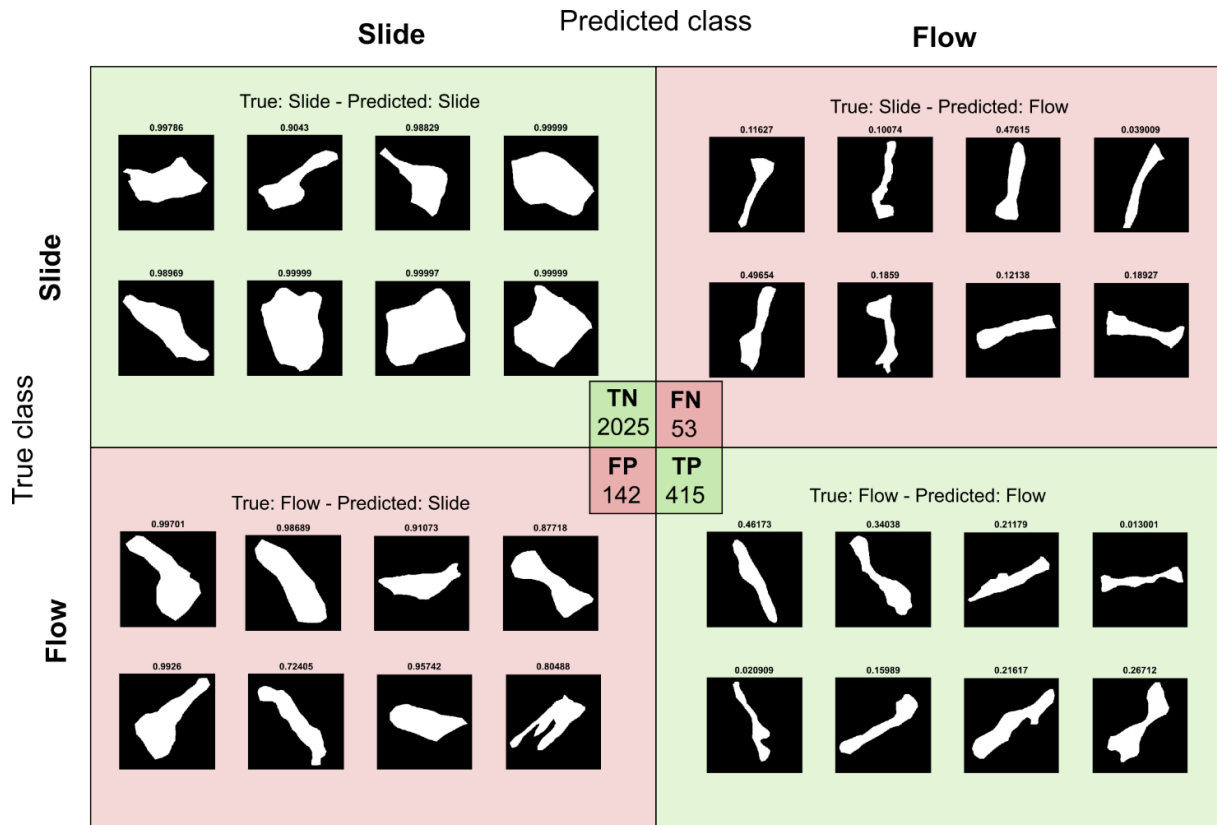 Predicted class
Slide
Flow
True class
Slide
Flow
True: Slide - Predicted: Slide
0.99786 0.9043 0.98829 0.99999
0.98969 0.99999 0.99997 0.99999
True: Slide - Predicted: Flow
0.11627 0.10074 0.47615 0.039009
0.49654 0.1859 0.12138 0.18927
TN FN
2025 53
FP TP
142 415
True: Flow - Predicted: Slide
0.99701 0.98689 0.91073 0.87718
0.9926 0.72405 0.95742 0.80488
True: Flow - Predicted: Flow
0.46173 0.34038 0.21179 0.013001
0.020909 0.15989 0.21617 0.26712